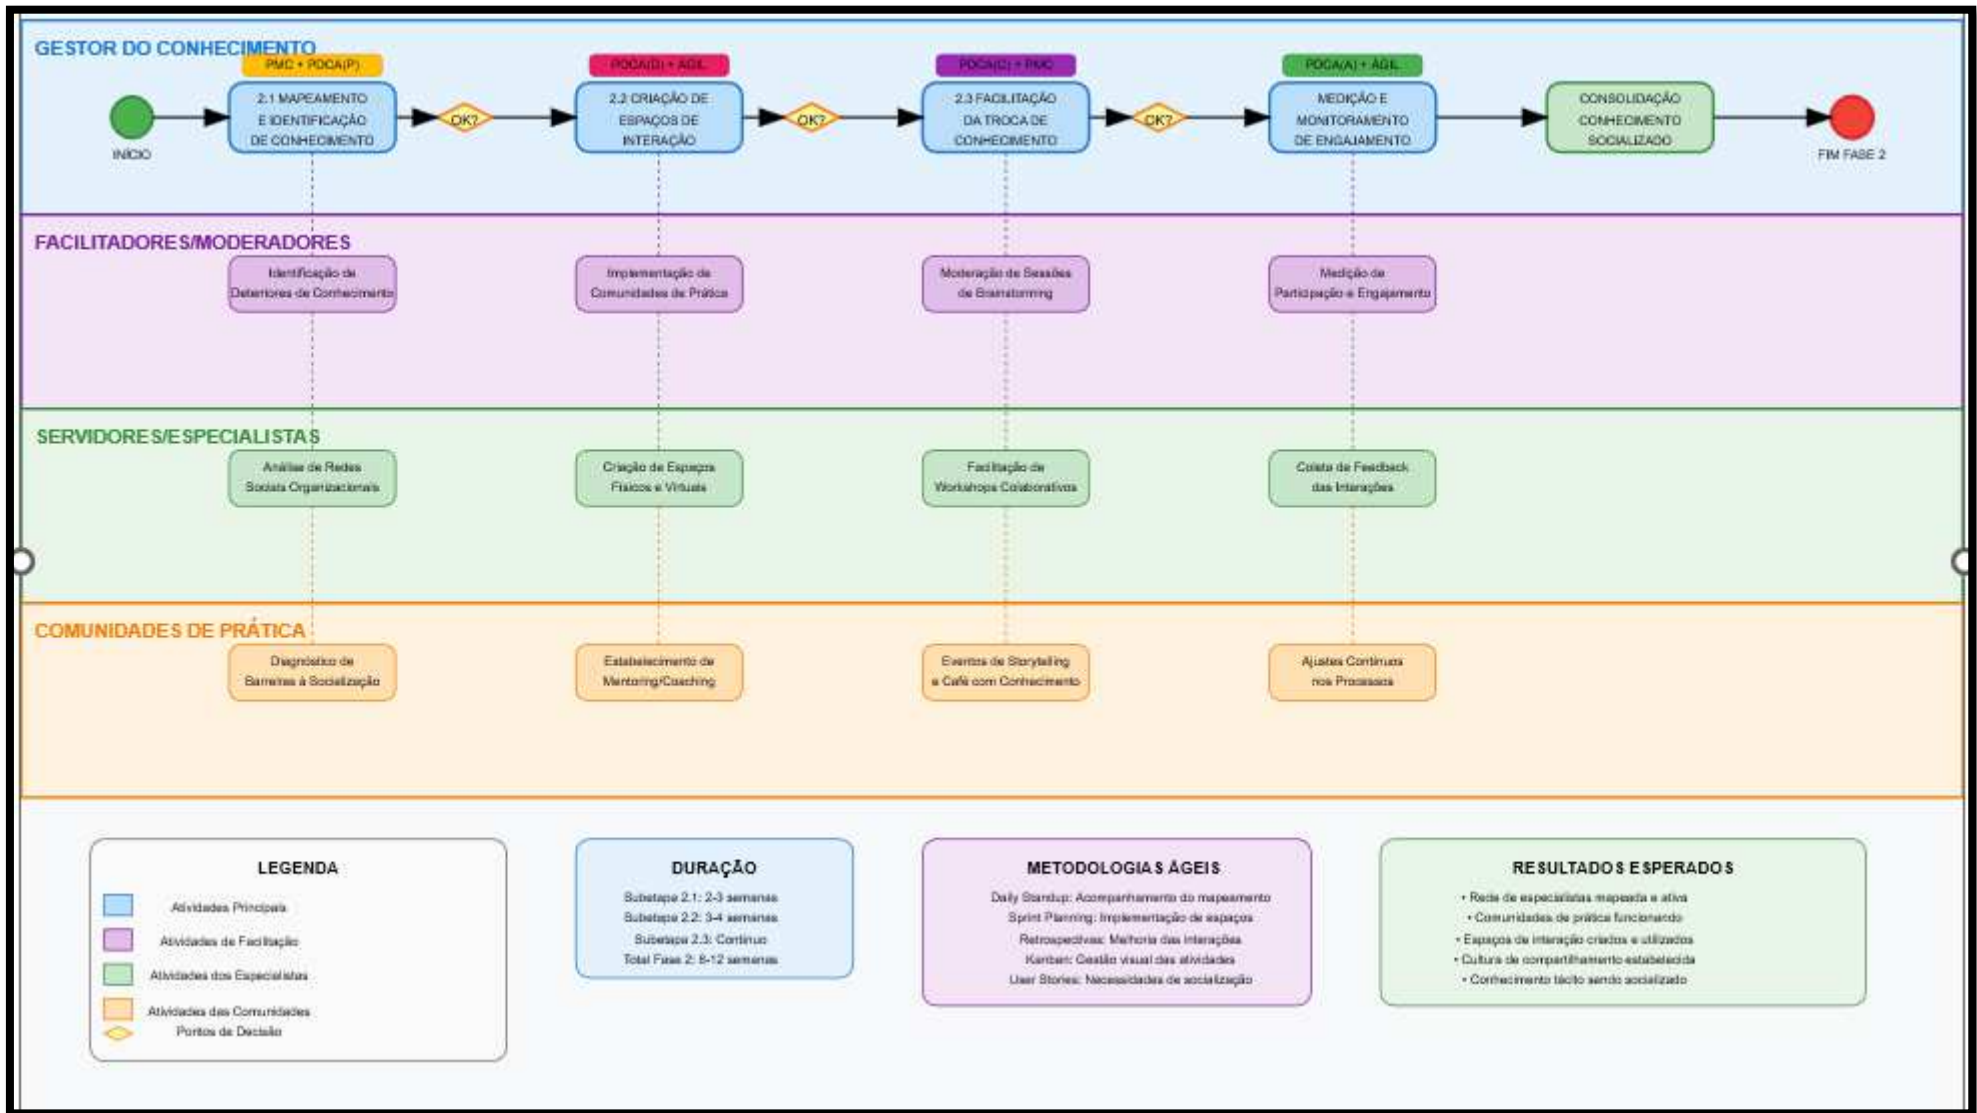 GESTOR DO CONHECIMENTO
PMC + PDCA(P)
PDCA(D) + ÁGIL
PDCA(C) + PMC
PDCA(A) + ÁGIL
INÍCIO
2.1 MAPEAMENTO
E IDENTIFICAÇÃO
DE CONHECIMENTO
OK?
2.2 CRIAÇÃO DE
ESPAÇOS DE
INTERAÇÃO
OK?
2.3 FACILITAÇÃO
DA TROCA DE
CONHECIMENTO
OK?
MEDIÇÃO E
MONITORAMENTO
DE ENGAJAMENTO
CONSOLIDAÇÃO
CONHECIMENTO
SOCIALIZADO
FIM FASE 2
FACILITADORES/MODERADORES
Identificação de
Detentores de Conhecimento
Implementação de
Comunidades de Prática
Moderação de Sessões
de Brainstorming
Medição de
Participação e Engajamento
SERVIDORES/ESPECIALISTAS
Análise de Redes
Sociais Organizacionais
Criação de Espaços
Físicos e Virtuais
Facilitação de
Workshops Colaborativos
Coleta de Feedback
das Interações
COMUNIDADES DE PRÁTICA
Diagnóstico de
Barreiras à Socialização
Estabelecimento de
Mentoring/Coaching
Eventos de Storytelling
e Café com Conhecimento
Ajustes Contínuos
nos Processos
LEGENDA
Atividades Principais
Atividades de Facilitação
Atividades dos Especialistas
Atividades das Comunidades
Pontos de Decisão
DURAÇÃO
Subetapa 2.1: 2-3 semanas
Subetapa 2.2: 3-4 semanas
Subetapa 2.3: Contínuo
Total Fase 2: 8-12 semanas
METODOLOGIAS ÁGEIS
Daily Standup: Acompanhamento do mapeamento
Sprint Planning: Implementação de espaços
Retrospectivas: Melhoria das interações
Kanban: Gestão visual das atividades
User Stories: Necessidades de socialização
RESULTADOS ESPERADOS
• Rede de especialistas mapeada e ativa
• Comunidades de prática funcionando
• Espaços de interação criados e utilizados
• Cultura de compartilhamento estabelecida
• Conhecimento tácito sendo socializado